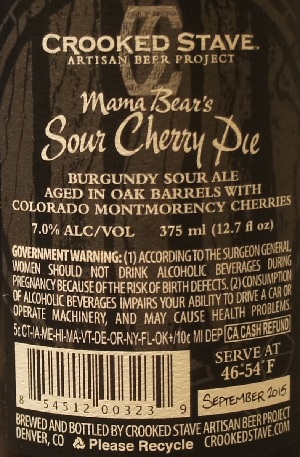 CROOKED STAVE
ARTISAN BEER PROJECT
Mama Bear's
Sour Cherry Pie
BURGUNDY SOUR ALE
AGED IN OAK BARRELS WITH
COLORADO MONTMORENCY CHERRIES
7.0% ALC/VOL 375 ml (12.7 fl oz)
GOVERNMENT WARNING: (1) ACCORDING TO THE SURGEON GENERAL,
WOMEN SHOULD NOT DRINK ALCOHOLIC BEVERAGES DURING
PREGNANCY BECAUSE OF THE RISK OF BIRTH DEFECTS. (2) CONSUMPTION
OF ALCOHOLIC BEVERAGES IMPAIRS YOUR ABILITY TO DRIVE A CAR OR
OPERATE MACHINERY, AND MAY CAUSE HEALTH PROBLEMS.
5¢ CT-IA-ME-HI-MA-VT-DE-OR-NY-FL-OK+/10¢ MI DEP CA CASH REFUND
SERVE AT
46-54°F
8 54512 00323 9
SEPTEMBER 2015
BREWED AND BOTTLED BY CROOKED STAVE ARTISAN BEER PROJECT
DENVER, CO Please Recycle CROOKEDSTAVE.COM